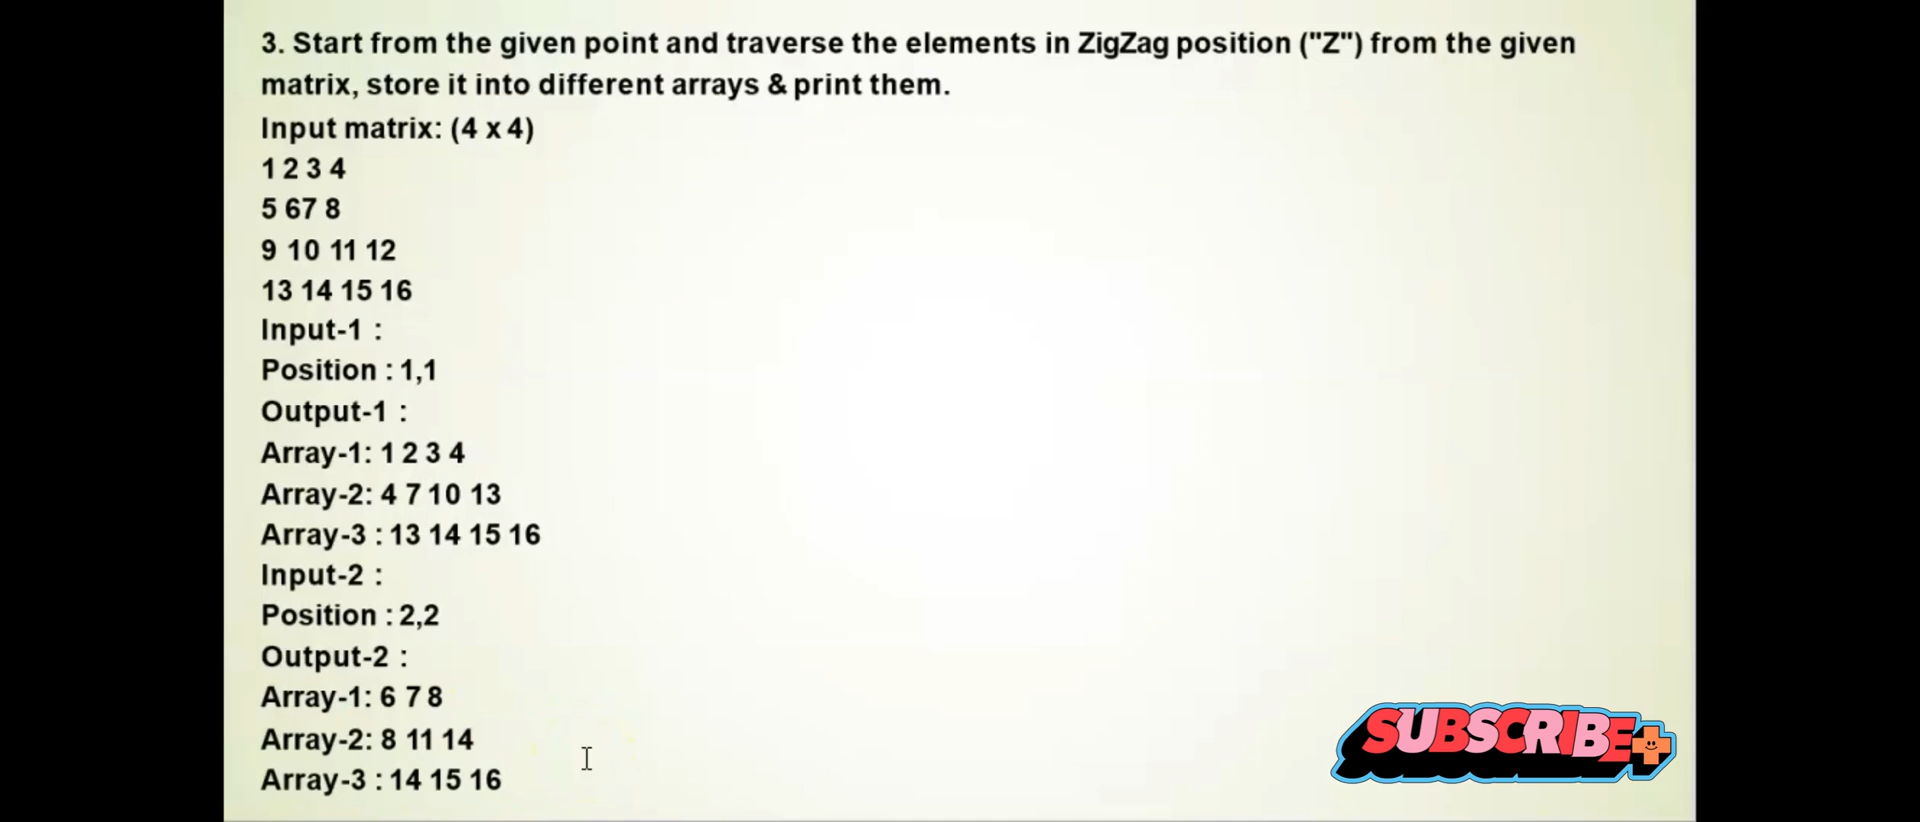 3. Start from the given point and traverse the elements in ZigZag position ("Z") from the given
matrix, store it into different arrays & print them.
Input matrix: (4 x 4)
1 2 3 4
5 67 8
9 10 11 12
13 14 15 16
Input-1 :
Position : 1,1
Output-1 :
Array-1: 1 2 3 4
Array-2: 4 7 10 13
Array-3 : 13 14 15 16
Input-2 :
Position : 2,2
Output-2 :
Array-1: 6 7 8
Array-2: 8 11 14
Array-3 : 14 15 16
SUBSCRIBE